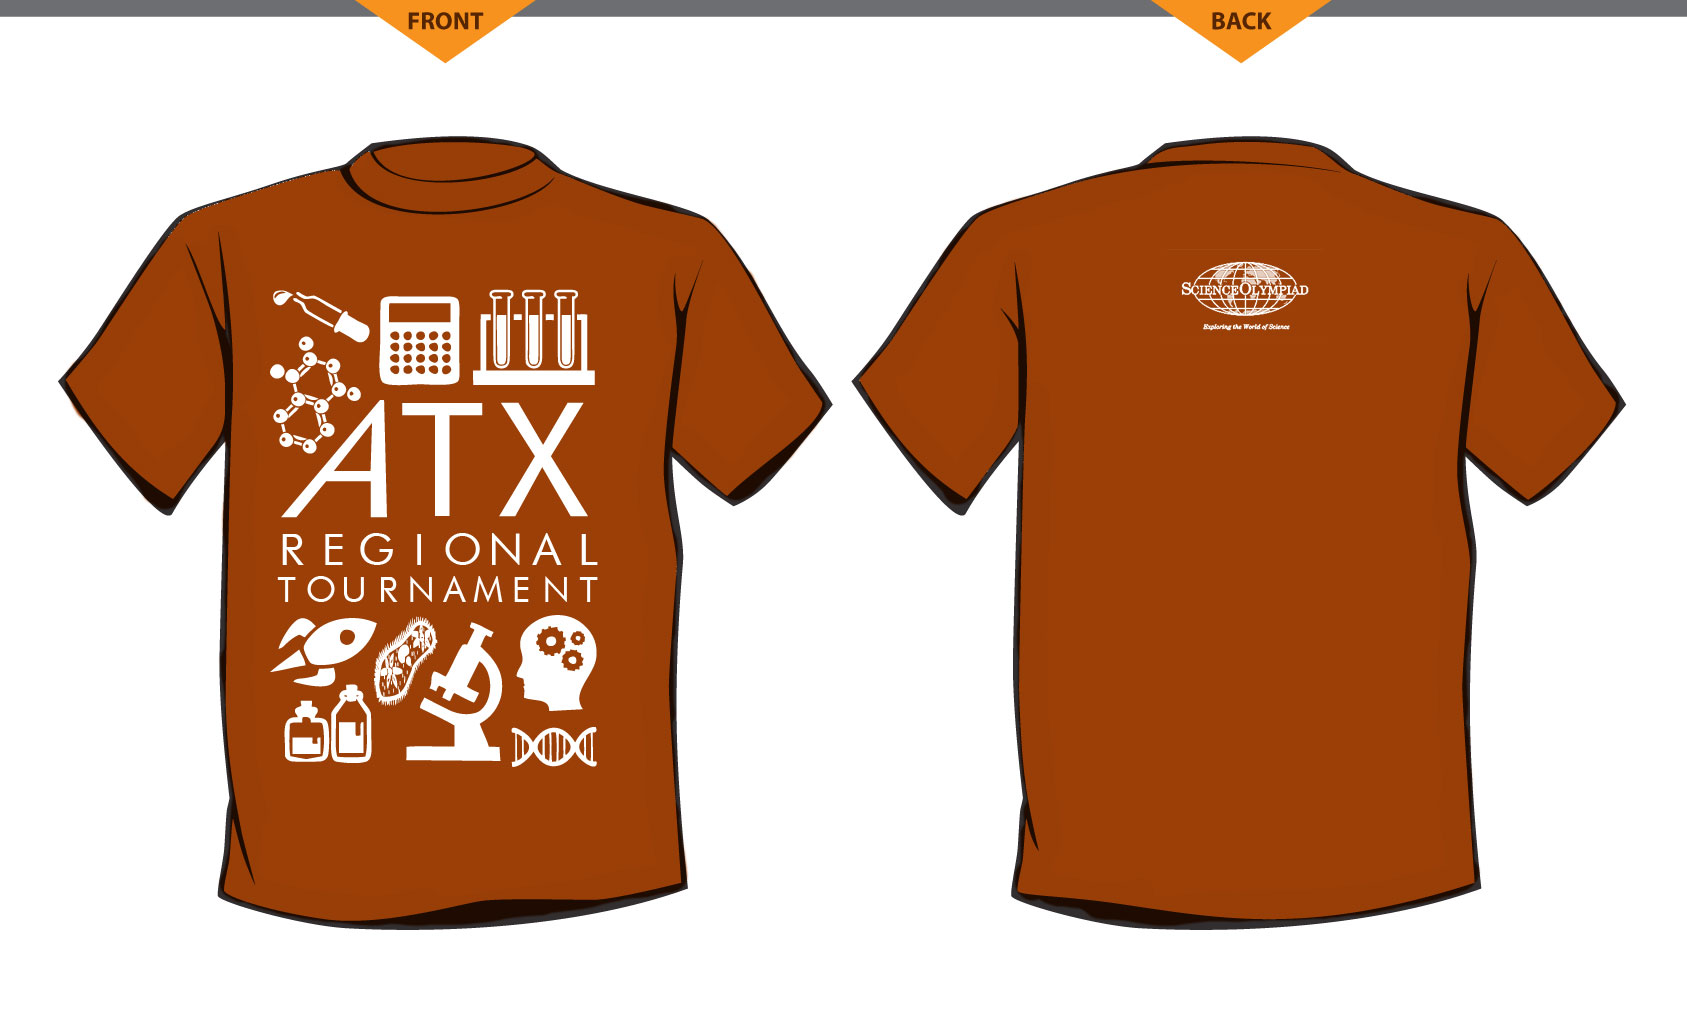 FRONT
BACK
ATX
REGIONAL
TOURNAMENT
SCIENCE OLYMPIAD
Exploring the World of Science